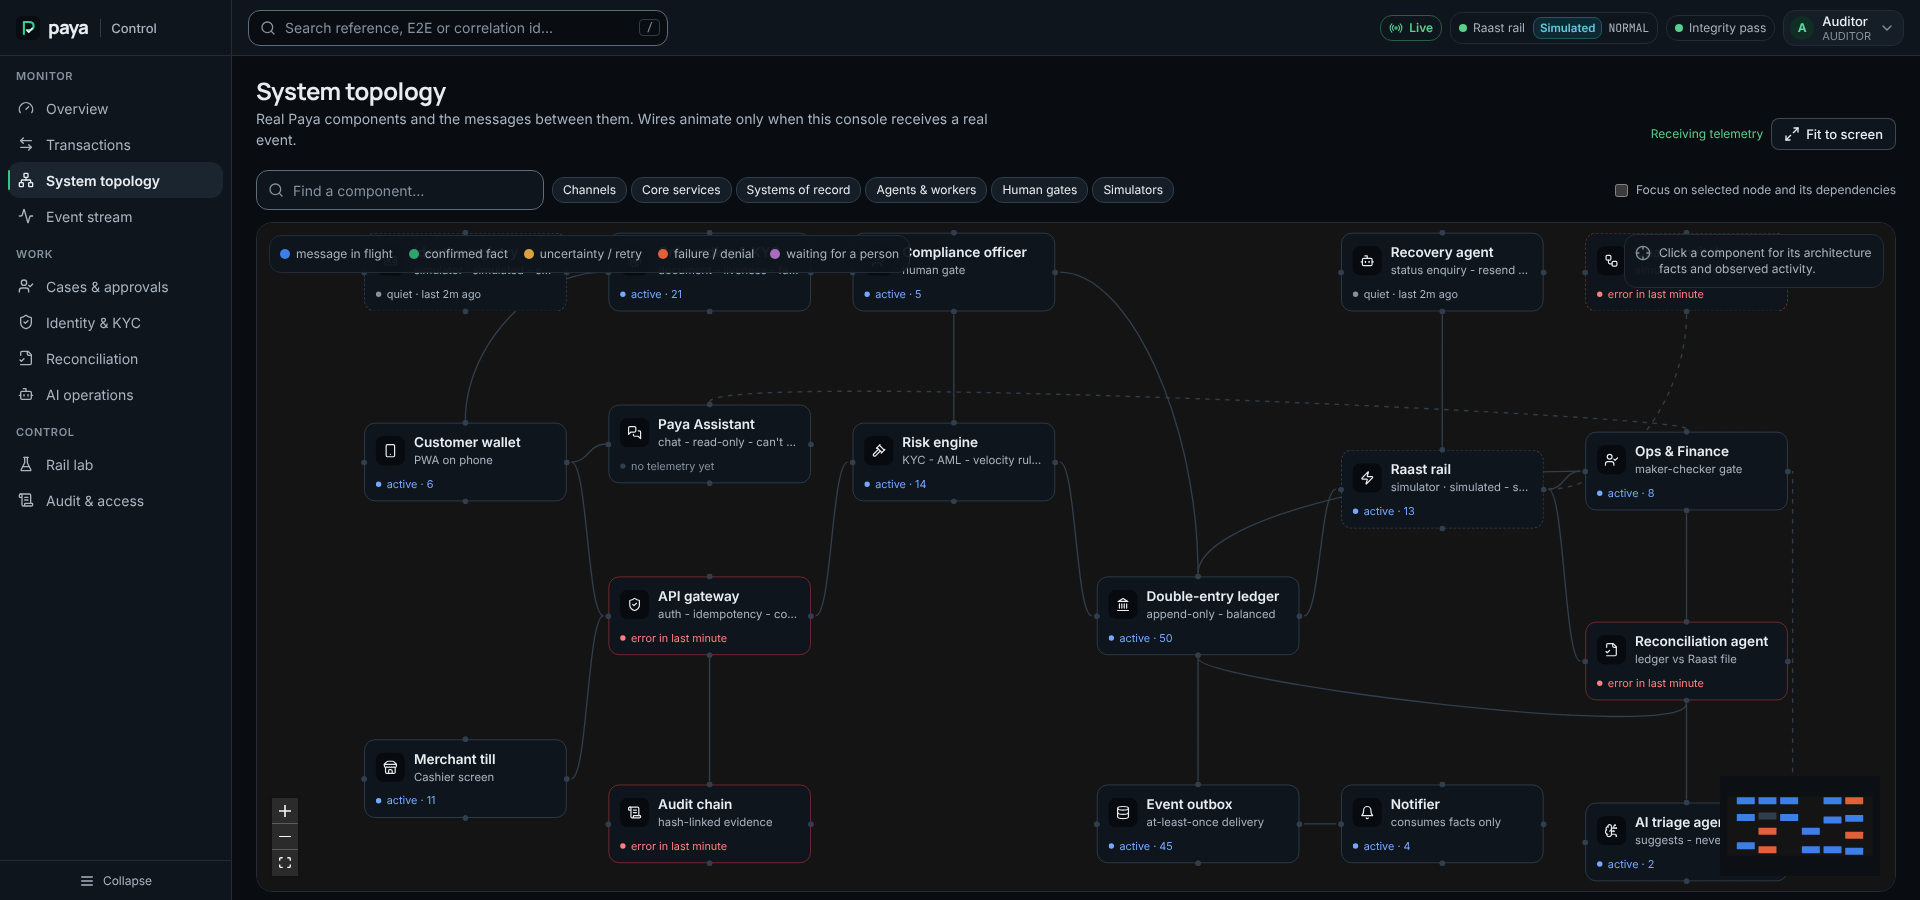 paya
Control
Search reference, E2E or correlation id...
/
Live
Raast rail
Simulated
NORMAL
Integrity pass
A
Auditor
AUDITOR
MONITOR
Overview
Transactions
System topology
Event stream
WORK
Cases & approvals
Identity & KYC
Reconciliation
AI operations
CONTROL
Rail lab
Audit & access
Collapse
System topology
Real Paya components and the messages between them. Wires animate only when this console receives a real
event.
Receiving telemetry
Fit to screen
Find a component...
Channels
Core services
Systems of record
Agents & workers
Human gates
Simulators
Focus on selected node and its dependencies
message in flight
confirmed fact
uncertainty / retry
failure / denial
waiting for a person
quiet · last 2m ago
active · 21
Compliance officer
human gate
active · 5
Recovery agent
status enquiry - resend ...
quiet · last 2m ago
Click a component for its architecture
facts and observed activity.
error in last minute
Customer wallet
PWA on phone
active · 6
Paya Assistant
chat - read-only - can't ...
no telemetry yet
Risk engine
KYC - AML - velocity rul...
active · 14
Raast rail
simulator · simulated - s...
active · 13
Ops & Finance
maker-checker gate
active · 8
API gateway
auth - idempotency - co...
error in last minute
Double-entry ledger
append-only - balanced
active · 50
Reconciliation agent
ledger vs Raast file
error in last minute
Merchant till
Cashier screen
active · 11
Audit chain
hash-linked evidence
error in last minute
Event outbox
at-least-once delivery
active · 45
Notifier
consumes facts only
active · 4
AI triage agen
suggests - neve
active · 2